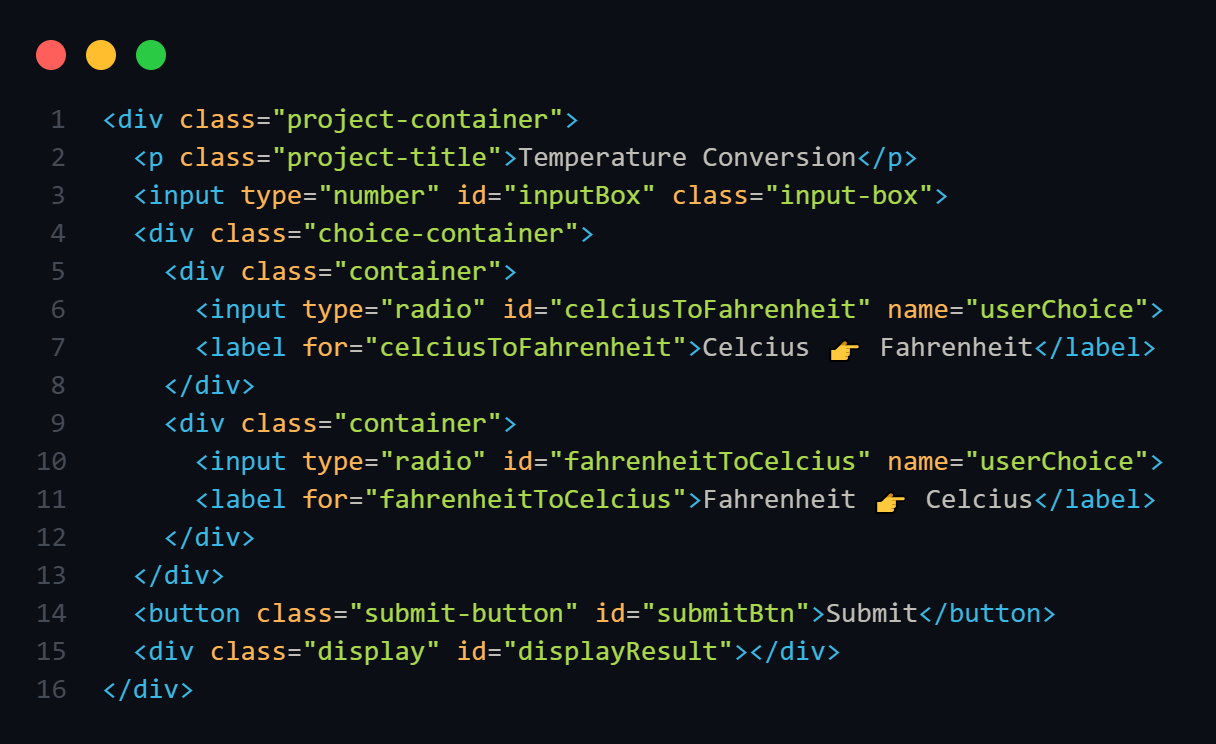 1 <div class="project-container">
2   <p class="project-title">Temperature Conversion</p>
3   <input type="number" id="inputBox" class="input-box">
4   <div class="choice-container">
5     <div class="container">
6       <input type="radio" id="celciusToFahrenheit" name="userChoice">
7       <label for="celciusToFahrenheit">Celcius 👉 Fahrenheit</label>
8     </div>
9     <div class="container">
10       <input type="radio" id="fahrenheitToCelcius" name="userChoice">
11       <label for="fahrenheitToCelcius">Fahrenheit 👉 Celcius</label>
12     </div>
13   </div>
14   <button class="submit-button" id="submitBtn">Submit</button>
15   <div class="display" id="displayResult"></div>
16 </div>